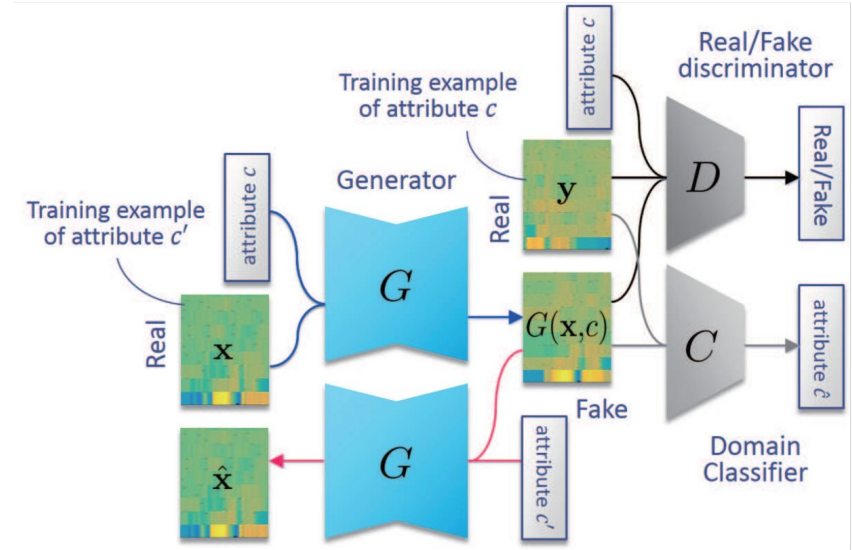 attribute c
Real/Fake
discriminator
Training example
of attribute c
y
D
Real/Fake
Real
Generator
attribute c
Training example
of attribute c′
G
G(x,c)
C
attribute ĉ
Real
x
Fake
Domain
Classifier
x̂
G
attribute c′